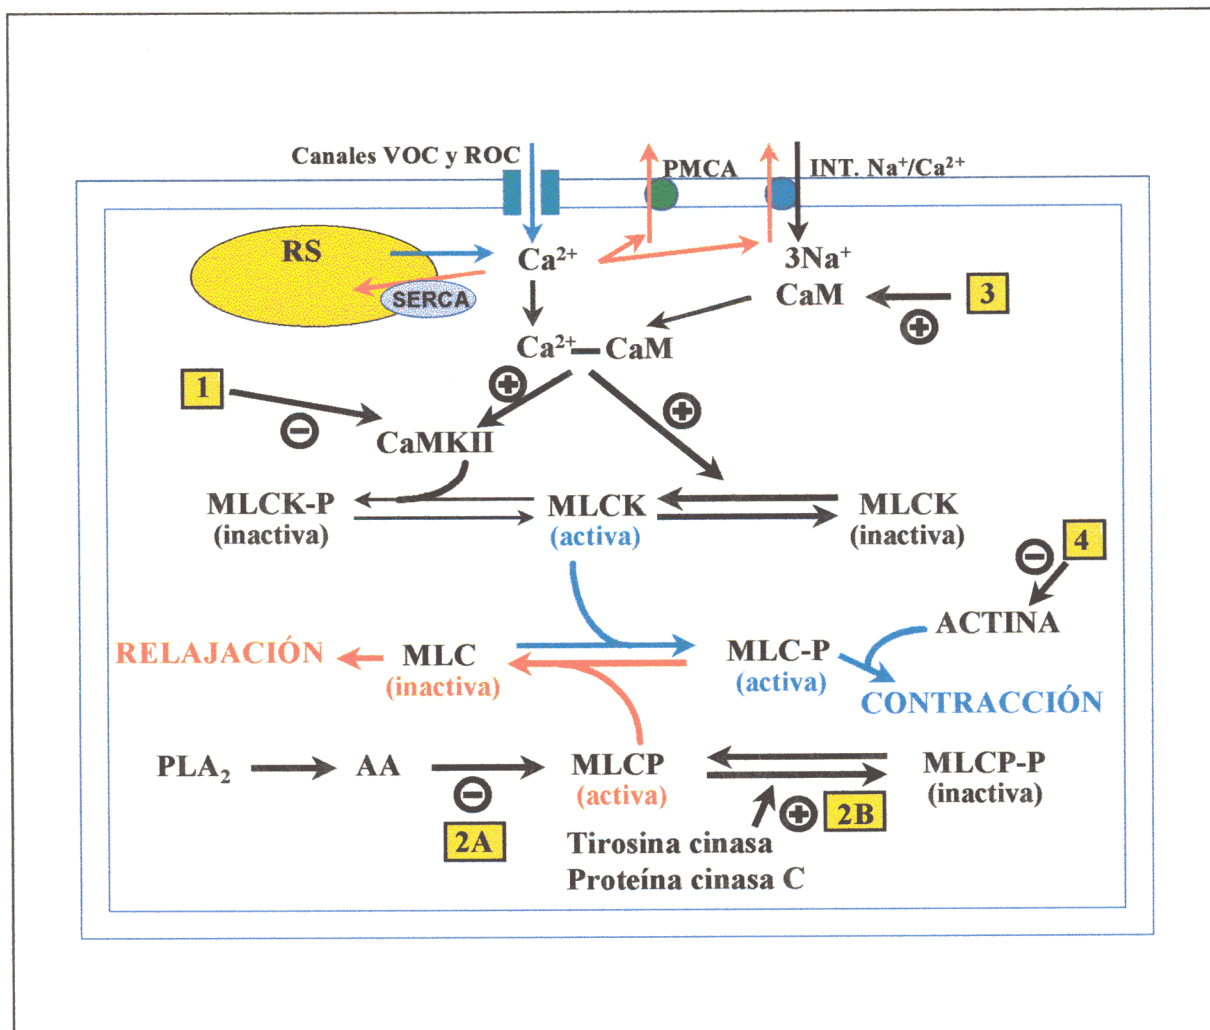 Canales VOC y ROC
PMCA
INT. Na⁺/Ca²⁺
RS
Ca²⁺
3Na⁺
SERCA
CaM
3
+
Ca²⁺ – CaM
1
+
+
−
CaMKII
MLCK-P
(inactiva)
MLCK
(activa)
MLCK
(inactiva)
4
−
ACTINA
RELAJACIÓN
MLC
(inactiva)
MLC-P
(activa)
CONTRACCIÓN
PLA₂
AA
MLCP
(activa)
MLCP-P
(inactiva)
−
2A
+
2B
Tirosina cinasa
Proteína cinasa C